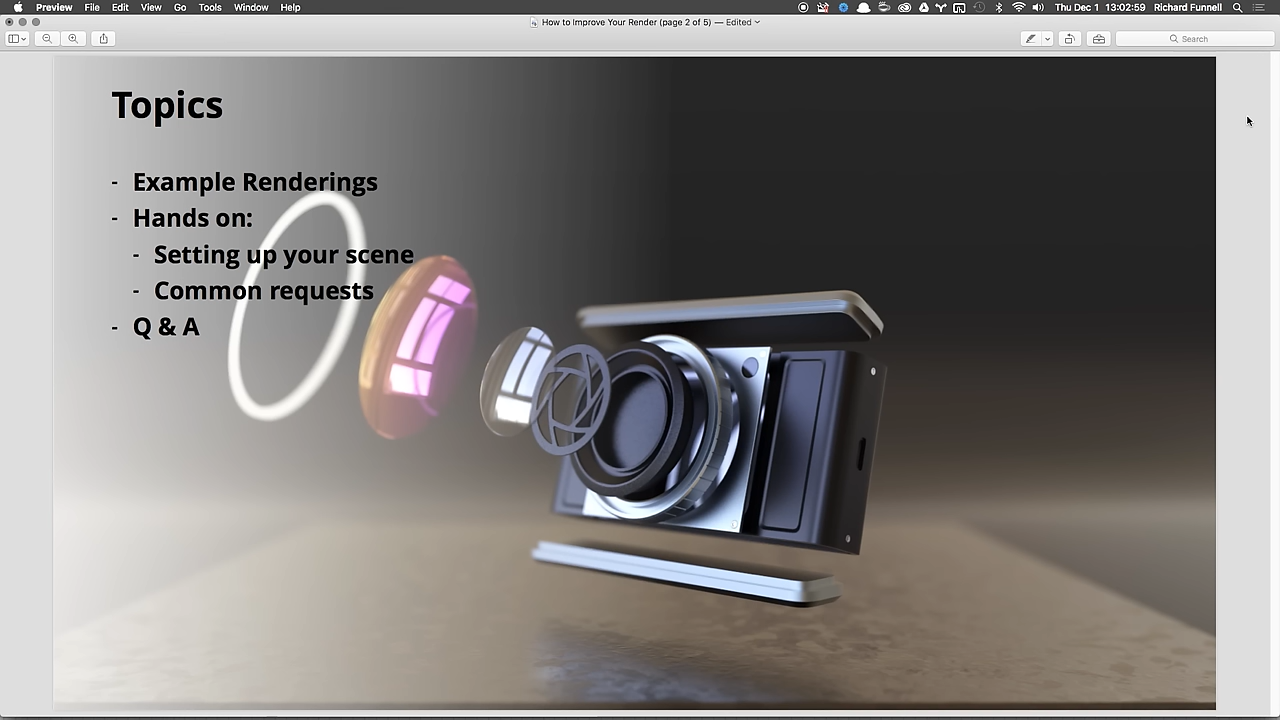 Preview File Edit View Go Tools Window Help Thu Dec 1 13:02:59 Richard Funnell
How to Improve Your Render (page 2 of 5) — Edited
Search
Topics
- Example Renderings
- Hands on:
- Setting up your scene
- Common requests
- Q & A